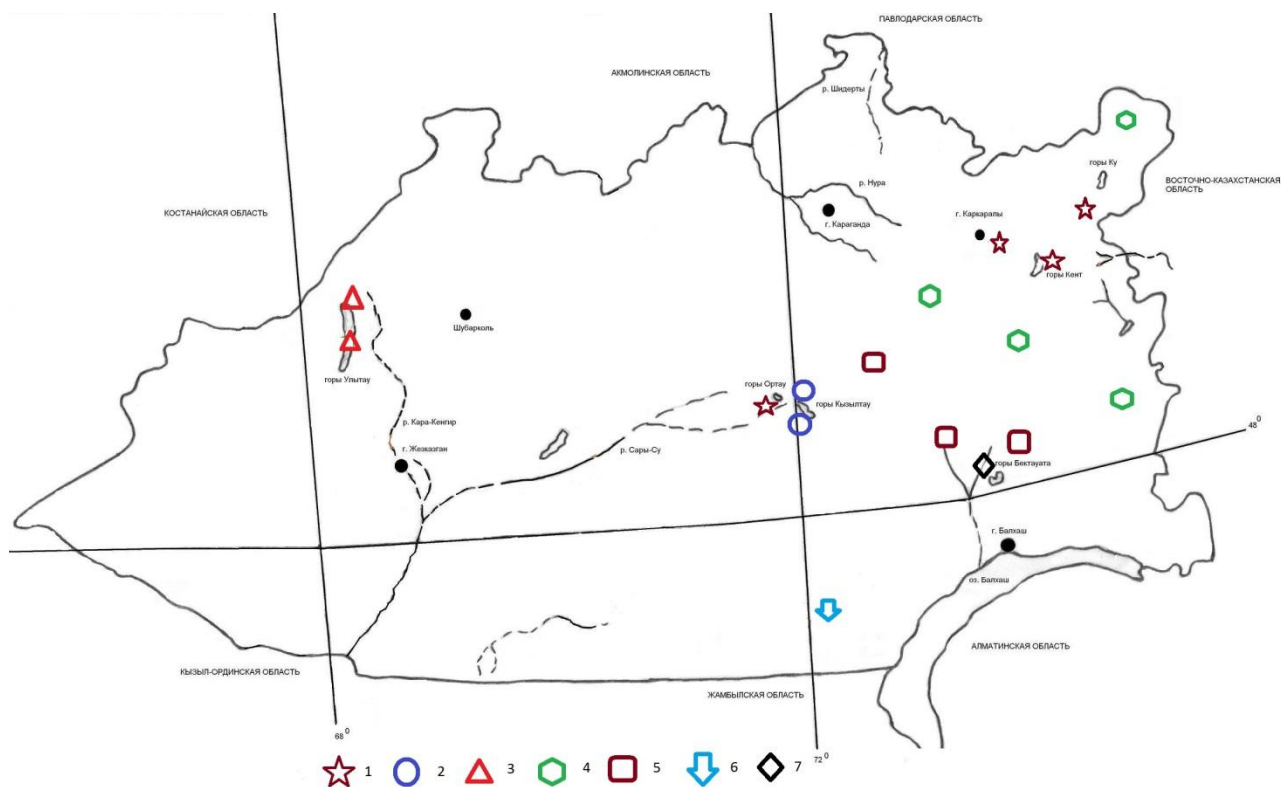 ПАВЛОДАРСКАЯ ОБЛАСТЬ
АКМОЛИНСКАЯ ОБЛАСТЬ
р. Шидерты
горы Ку
ВОСТОЧНО-КАЗАХСТАНСКАЯ
ОБЛАСТЬ
р. Нура
КОСТАНАЙСКАЯ ОБЛАСТЬ
г. Караганда
г. Каркаралы
горы Кент
Шубарколь
горы Улытау
горы Ортау
горы Кызылтау
р. Кара-Кенгир
48⁰
г. Жезказган
р. Сары-Су
горы Бектауата
г. Балхаш
оз. Балхаш
АЛМАТИНСКАЯ ОБЛАСТЬ
КЫЗЫЛ-ОРДИНСКАЯ ОБЛАСТЬ
ЖАМБЫЛСКАЯ ОБЛАСТЬ
68⁰
72⁰
1 2 3 4 5 6 7